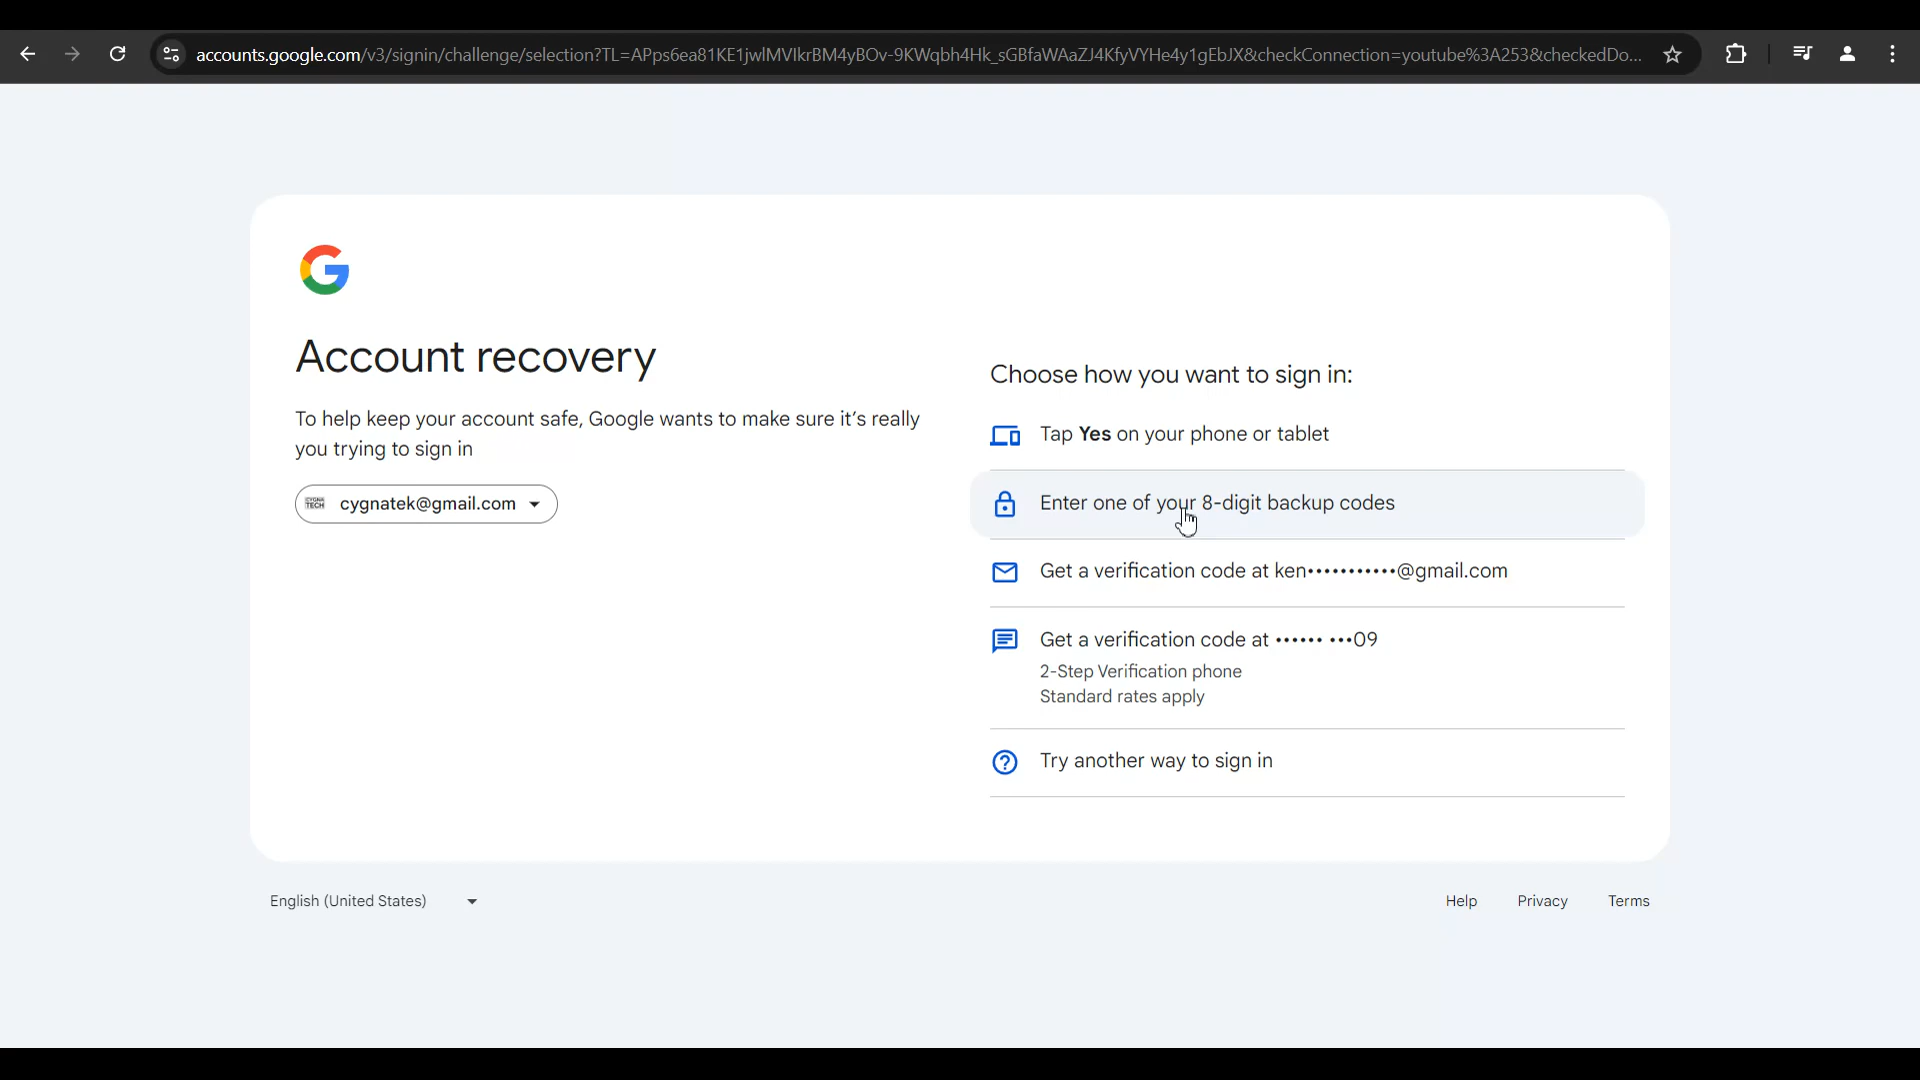 accounts.google.com/v3/signin/challenge/selection?TL=APps6ea81KE1jwlMVIkrBM4yBOv-9KWqbh4Hk_sGBfaWAaZJ4KfyVYHe4y1gEbJX&checkConnection=youtube%3A253&checkedDo...
Account recovery
To help keep your account safe, Google wants to make sure it's really
you trying to sign in
CYGNA TECH
cygnatek@gmail.com
Choose how you want to sign in:
Tap Yes on your phone or tablet
Enter one of your 8-digit backup codes
Get a verification code at ken•••••••••••@gmail.com
Get a verification code at •••••• •••09
2-Step Verification phone
Standard rates apply
Try another way to sign in
English (United States)
Help Privacy Terms